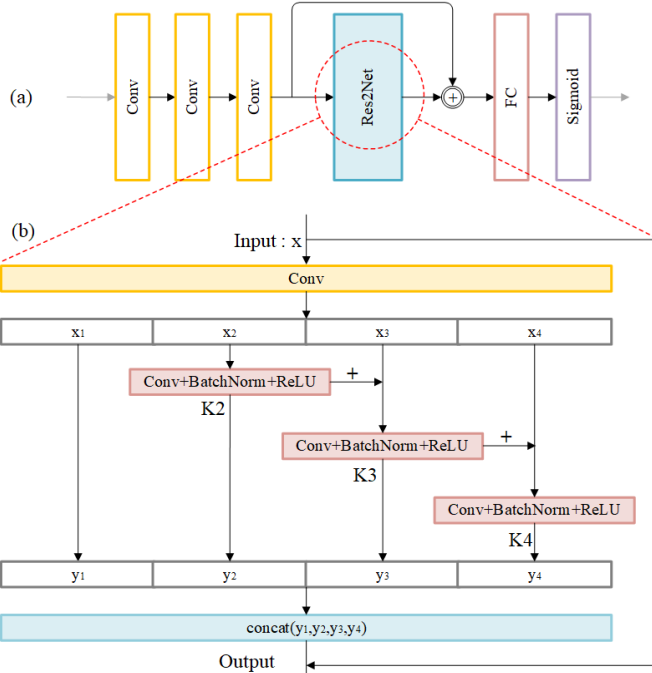 (a)
Conv
Conv
Conv
Res2Net
+
FC
Sigmoid
(b)
Input : x
Conv
x1 x2 x3 x4
Conv+BatchNorm+ReLU +
K2
Conv+BatchNorm+ReLU +
K3
Conv+BatchNorm+ReLU
K4
y1 y2 y3 y4
concat(y1,y2,y3,y4)
Output